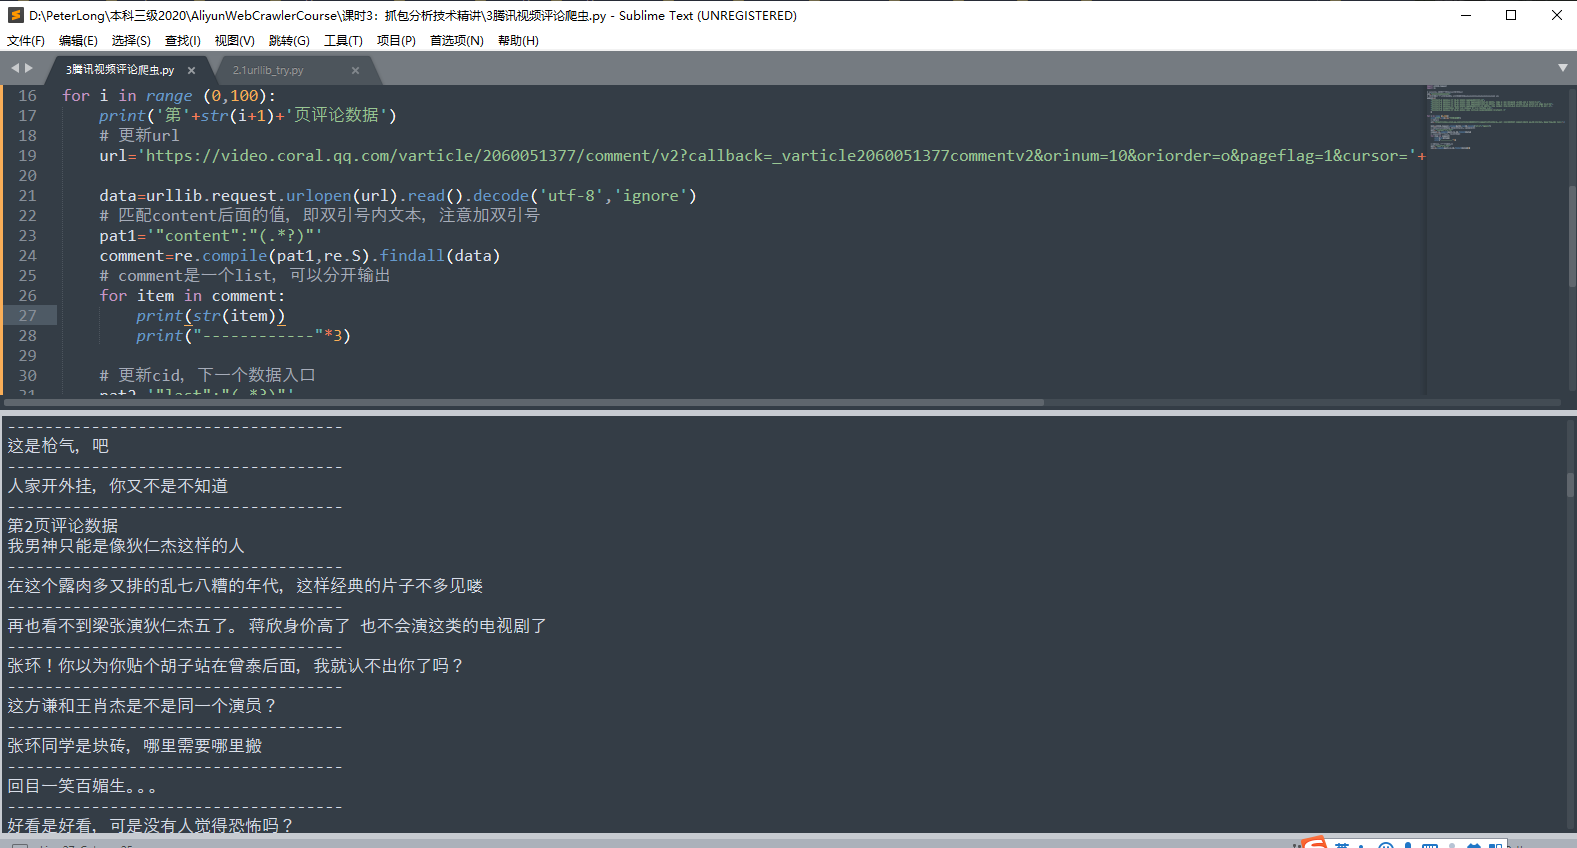 D:\PeterLong\本科三级2020\AliyunWebCrawlerCourse\课时3：抓包分析技术精讲\3腾讯视频评论爬虫.py - Sublime Text (UNREGISTERED)
文件(F) 编辑(E) 选择(S) 查找(I) 视图(V) 跳转(G) 工具(T) 项目(P) 首选项(N) 帮助(H)
3腾讯视频评论爬虫.py 2.1urllib_try.py
16 for i in range (0,100):
17 print('第'+str(i+1)+'页评论数据')
18 # 更新url
19 url='https://video.coral.qq.com/varticle/2060051377/comment/v2?callback=_varticle2060051377commentv2&orinum=10&oriorder=o&pageflag=1&cursor='+
20
21 data=urllib.request.urlopen(url).read().decode('utf-8','ignore')
22 # 匹配content后面的值，即双引号内文本，注意加双引号
23 pat1='"content":"(.*?)"'
24 comment=re.compile(pat1,re.S).findall(data)
25 # comment是一个list，可以分开输出
26 for item in comment:
27 print(str(item))
28 print("------------"*3)
29
30 # 更新cid，下一个数据入口
31 pat2='"last":"(.*?)"'
------------------------------------
这是枪气，吧
------------------------------------
人家开外挂，你又不是不知道
------------------------------------
第2页评论数据
我男神只能是像狄仁杰这样的人
------------------------------------
在这个露肉多又排的乱七八糟的年代，这样经典的片子不多见喽
------------------------------------
再也看不到梁张演狄仁杰五了。 蒋欣身价高了 也不会演这类的电视剧了
------------------------------------
张环！你以为你贴个胡子站在曾泰后面，我就认不出你了吗？
------------------------------------
这方谦和王肖杰是不是同一个演员？
------------------------------------
张环同学是块砖，哪里需要哪里搬
------------------------------------
回目一笑百媚生。。。
------------------------------------
好看是好看，可是没有人觉得恐怖吗？
英